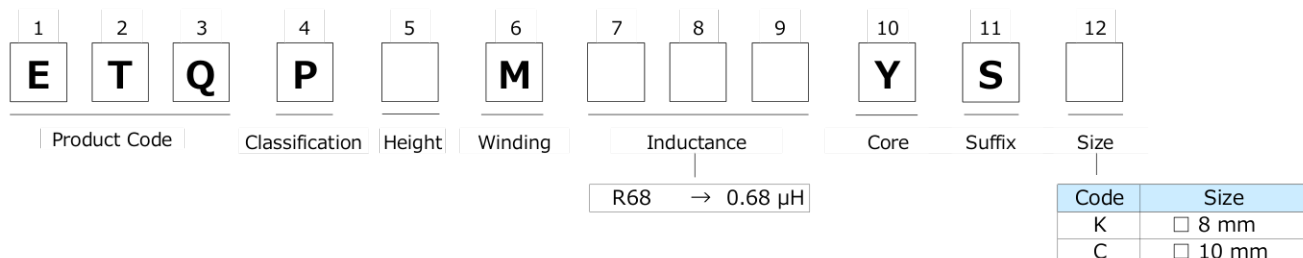 1 2 3 4 5 6 7 8 9 10 11 12
E T Q P M Y S
Product Code Classification Height Winding Inductance Core Suffix Size
R68 → 0.68 μH
Code Size
K □ 8 mm
C □ 10 mm